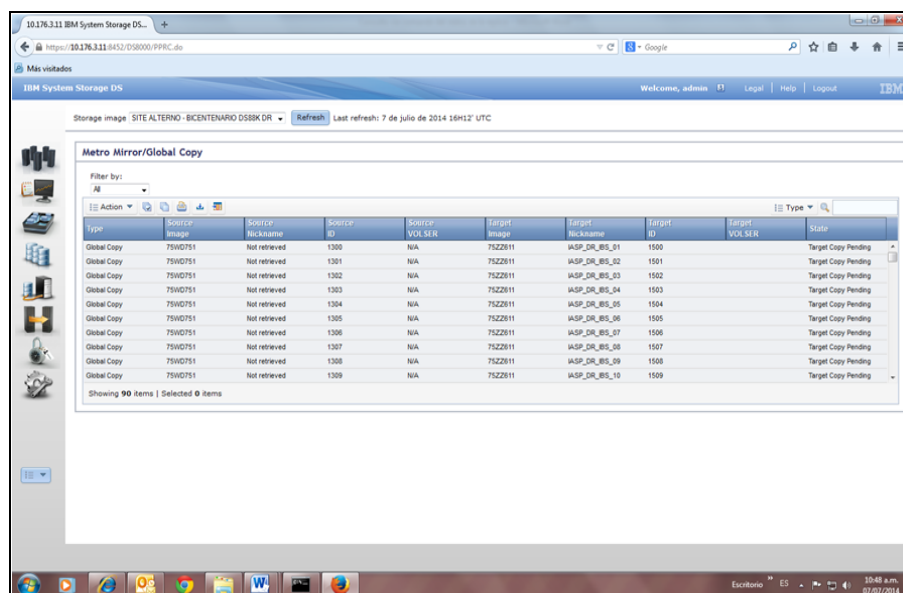 10.176.3.11 IBM System Storage DS... +
https://10.176.3.11:8452/DS8000/PPRC.do Google
Más visitados
IBM System Storage DS Welcome, admin Legal Help Logout IBM
Storage image SITE ALTERNO - BICENTENARIO DS88K DR Refresh Last refresh: 7 de julio de 2014 16H12' UTC
Metro Mirror/Global Copy
Filter by:
All
Action Type
Type Source Image Source Nickname Source ID Source VOLSER Target Image Target Nickname Target ID Target VOLSER State
Global Copy 75WD751 Not retrieved 1300 N/A 75ZZ611 IASP_DR_IBS_01 1500 Target Copy Pending
Global Copy 75WD751 Not retrieved 1301 N/A 75ZZ611 IASP_DR_IBS_02 1501 Target Copy Pending
Global Copy 75WD751 Not retrieved 1302 N/A 75ZZ611 IASP_DR_IBS_03 1502 Target Copy Pending
Global Copy 75WD751 Not retrieved 1303 N/A 75ZZ611 IASP_DR_IBS_04 1503 Target Copy Pending
Global Copy 75WD751 Not retrieved 1304 N/A 75ZZ611 IASP_DR_IBS_05 1504 Target Copy Pending
Global Copy 75WD751 Not retrieved 1305 N/A 75ZZ611 IASP_DR_IBS_06 1505 Target Copy Pending
Global Copy 75WD751 Not retrieved 1306 N/A 75ZZ611 IASP_DR_IBS_07 1506 Target Copy Pending
Global Copy 75WD751 Not retrieved 1307 N/A 75ZZ611 IASP_DR_IBS_08 1507 Target Copy Pending
Global Copy 75WD751 Not retrieved 1308 N/A 75ZZ611 IASP_DR_IBS_09 1508 Target Copy Pending
Global Copy 75WD751 Not retrieved 1309 N/A 75ZZ611 IASP_DR_IBS_10 1509 Target Copy Pending
Showing 90 items | Selected 0 items
Escritorio » ES 10:48 a.m.
07/07/2014